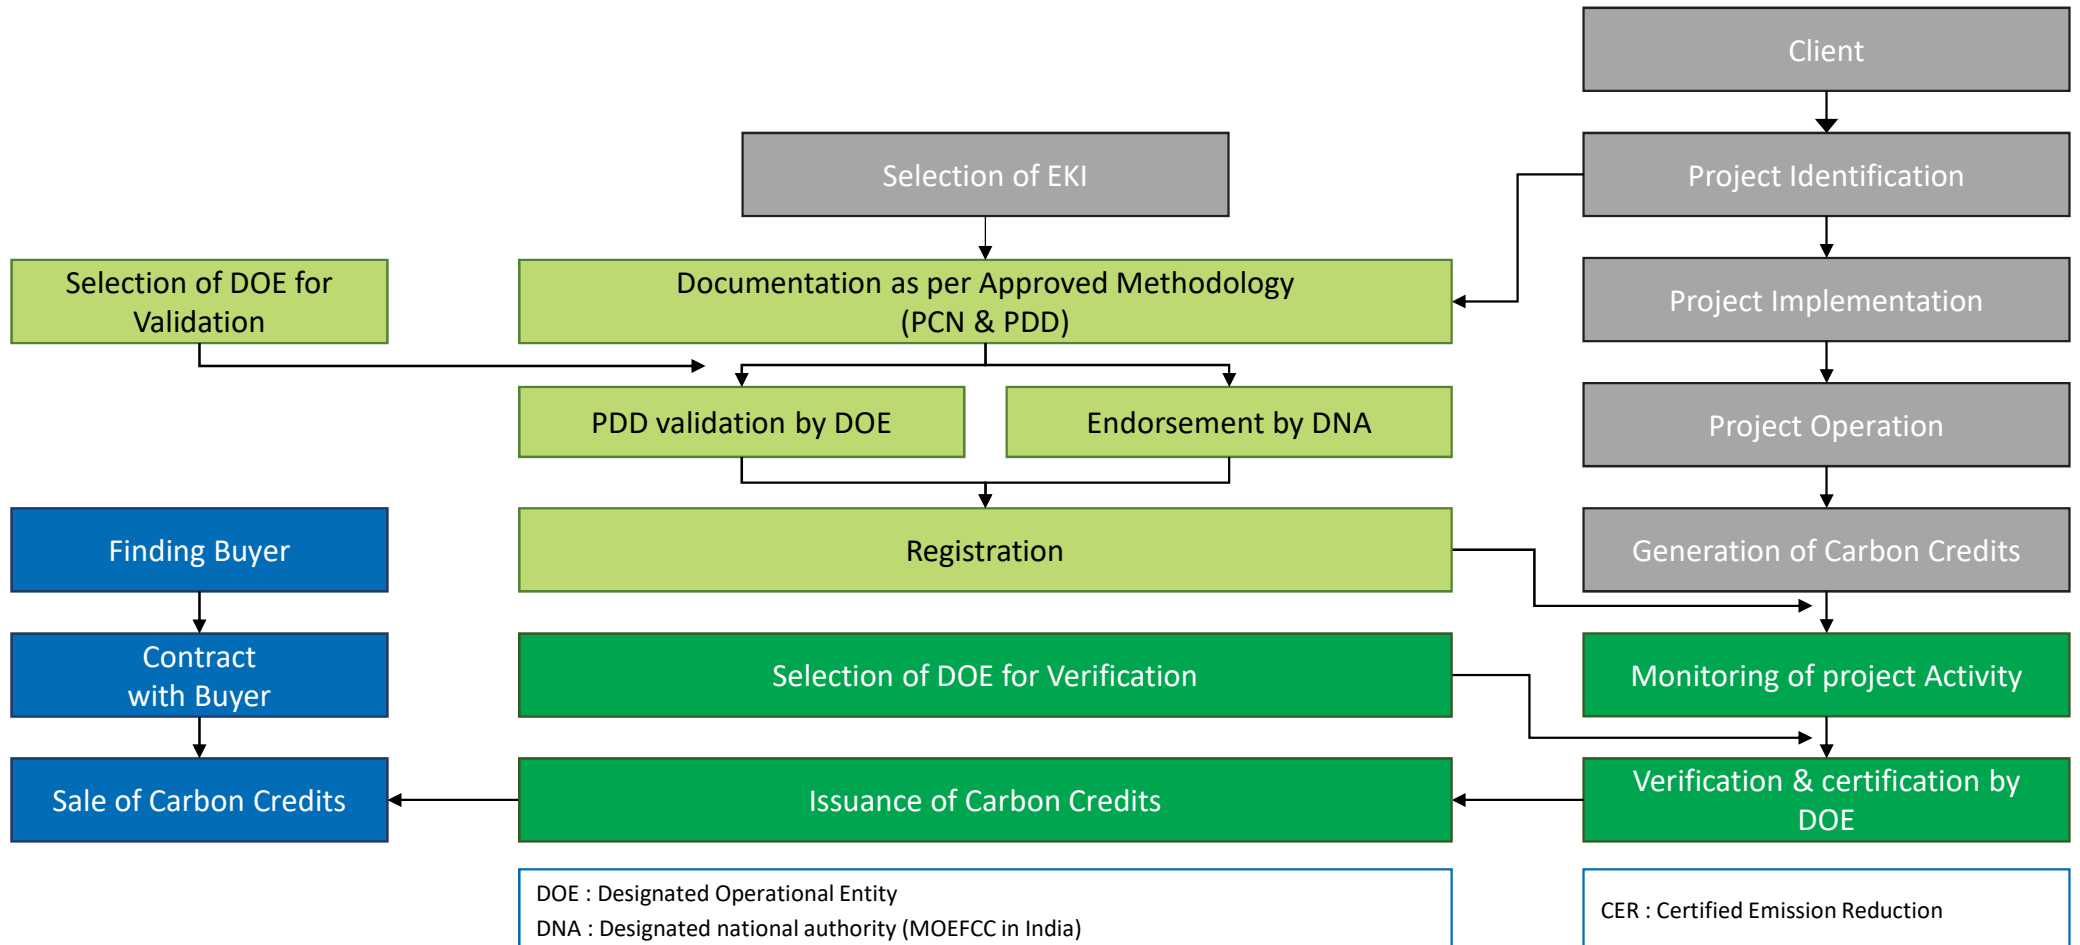 Client
Selection of EKI
Project Identification
Selection of DOE for
Validation
Documentation as per Approved Methodology
(PCN & PDD)
Project Implementation
PDD validation by DOE
Endorsement by DNA
Project Operation
Finding Buyer
Registration
Generation of Carbon Credits
Contract
with Buyer
Selection of DOE for Verification
Monitoring of project Activity
Sale of Carbon Credits
Issuance of Carbon Credits
Verification & certification by
DOE
DOE : Designated Operational Entity
DNA : Designated national authority (MOEFCC in India)
CER : Certified Emission Reduction